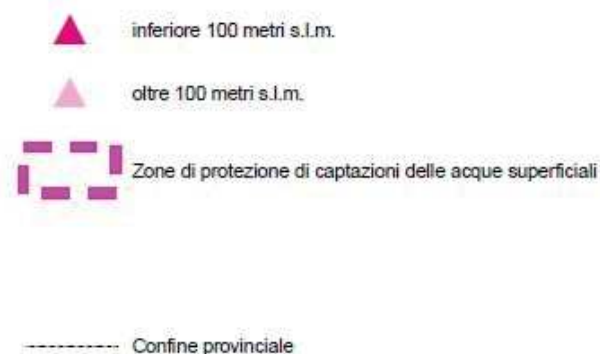 inferiore 100 metri s.l.m.
oltre 100 metri s.l.m.
Zone di protezione di captazioni delle acque superficiali
Confine provinciale